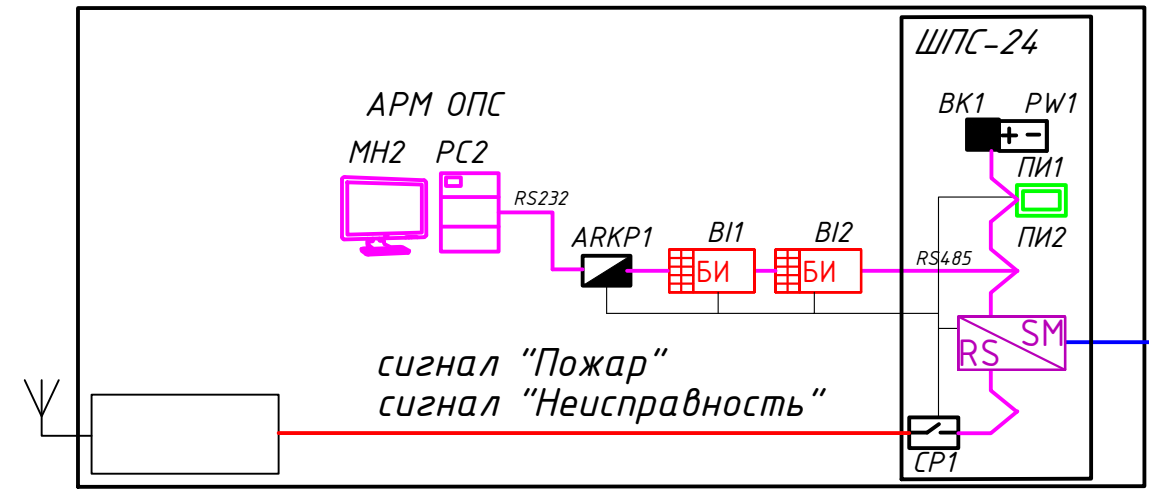 ШПС-24
АРМ ОПС
ВК1 PW1
МН2 РС2
ПИ1
RS232
ПИ2
ARKP1 BI1 BI2
RS485
БИ БИ
SM
RS
сигнал "Пожар"
сигнал "Неисправность"
СР1